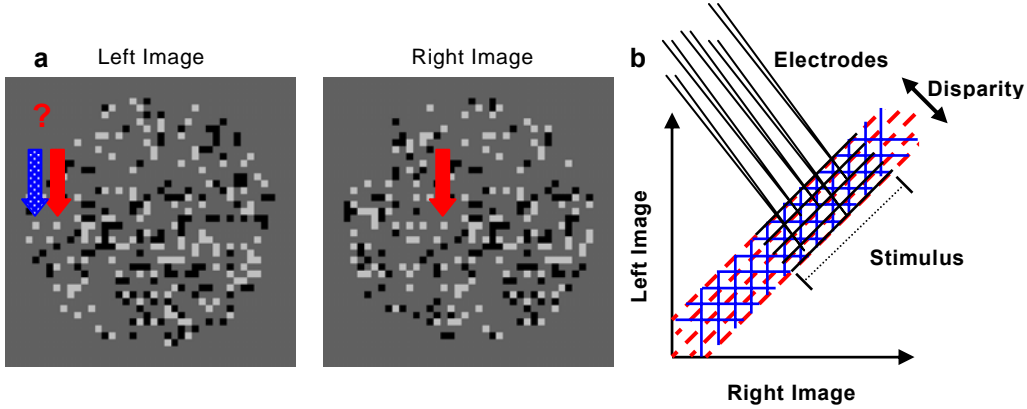 a
Left Image
Right Image
?
b
Electrodes
Disparity
Left Image
Stimulus
Right Image